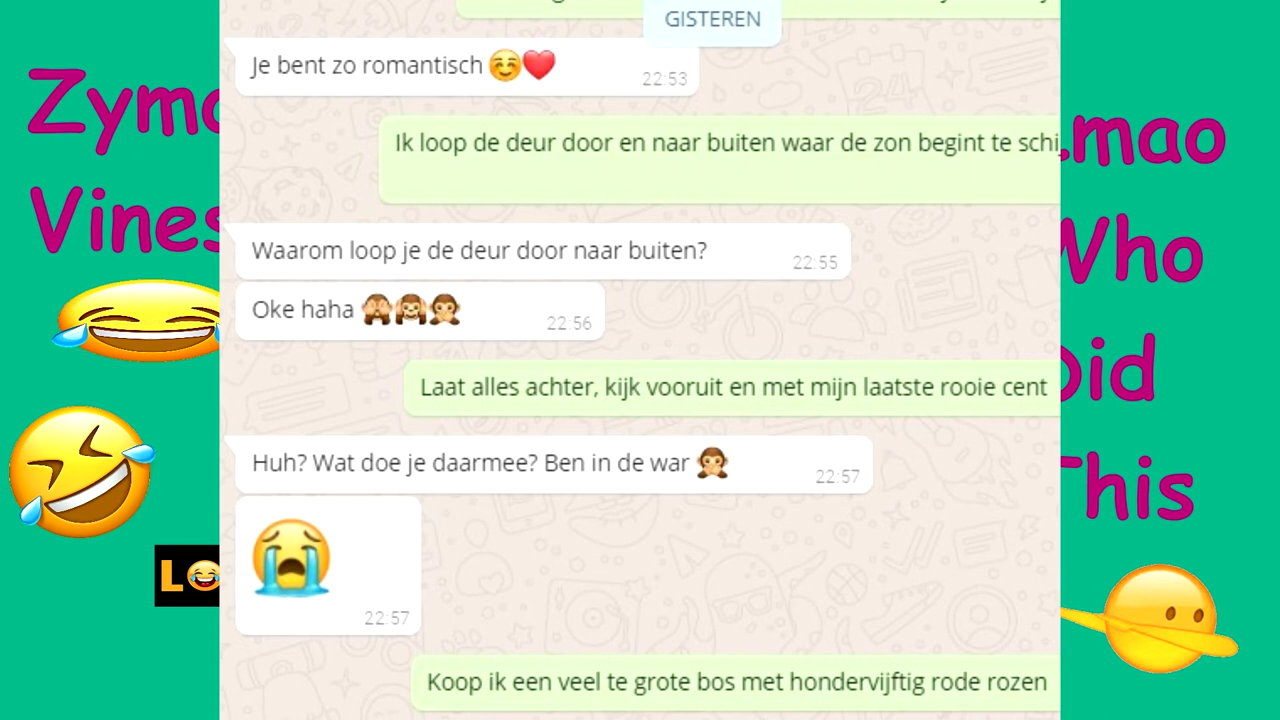 GISTEREN
Je bent zo romantisch ☺️❤️
22:53
Ik loop de deur door en naar buiten waar de zon begint te schi
Waarom loop je de deur door naar buiten?
22:55
Oke haha 🙈🙉🙊
22:56
Laat alles achter, kijk vooruit en met mijn laatste rooie cent
Huh? Wat doe je daarmee? Ben in de war 🙊
22:57
😭
22:57
Koop ik een veel te grote bos met hondervijftig rode rozen
Zymo
Vines
L😂
Lmao
Who
Did
This